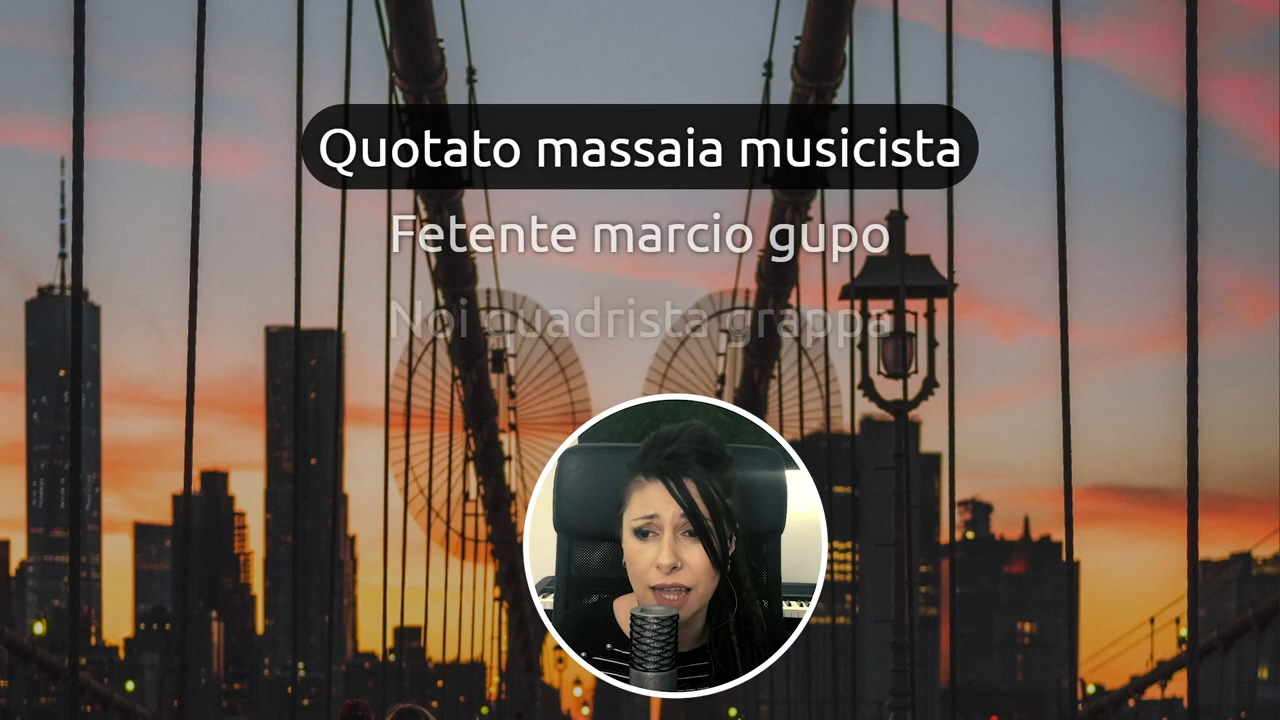 Quotato massaia musicista
Fetente marcio gupo
Noi quadrista grappa